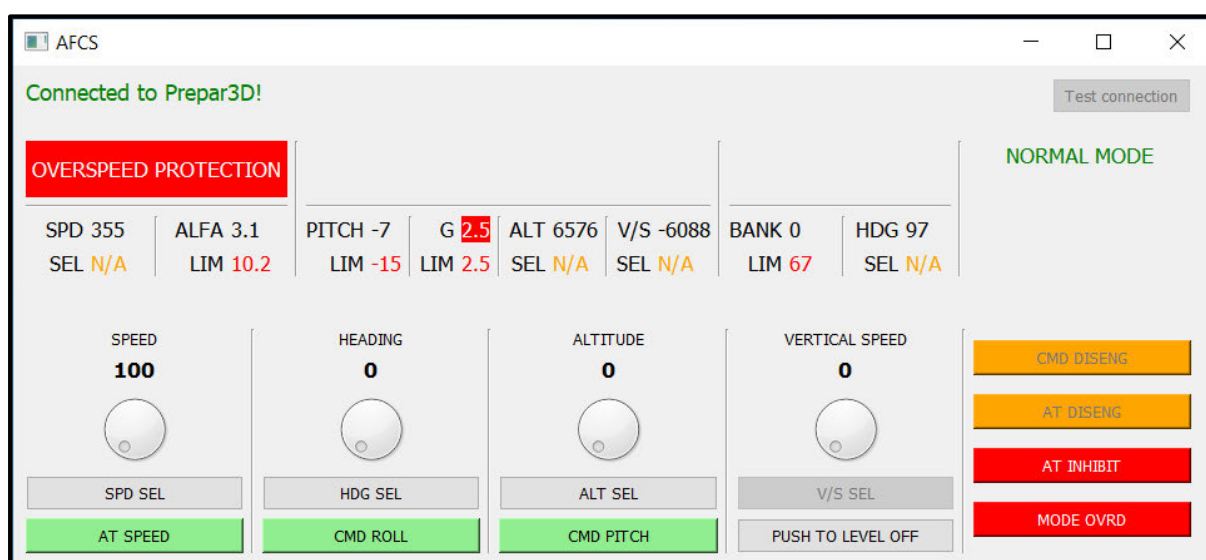 AFCS
Connected to Prepar3D!
Test connection
OVERSPEED PROTECTION
NORMAL MODE
SPD 355 ALFA 3.1 PITCH -7 G 2.5 ALT 6576 V/S -6088 BANK 0 HDG 97
SEL N/A LIM 10.2 LIM -15 LIM 2.5 SEL N/A SEL N/A LIM 67 SEL N/A
SPEED HEADING ALTITUDE VERTICAL SPEED
100 0 0 0
CMD DISENG
AT DISENG
AT INHIBIT
MODE OVRD
SPD SEL HDG SEL ALT SEL V/S SEL
AT SPEED CMD ROLL CMD PITCH PUSH TO LEVEL OFF